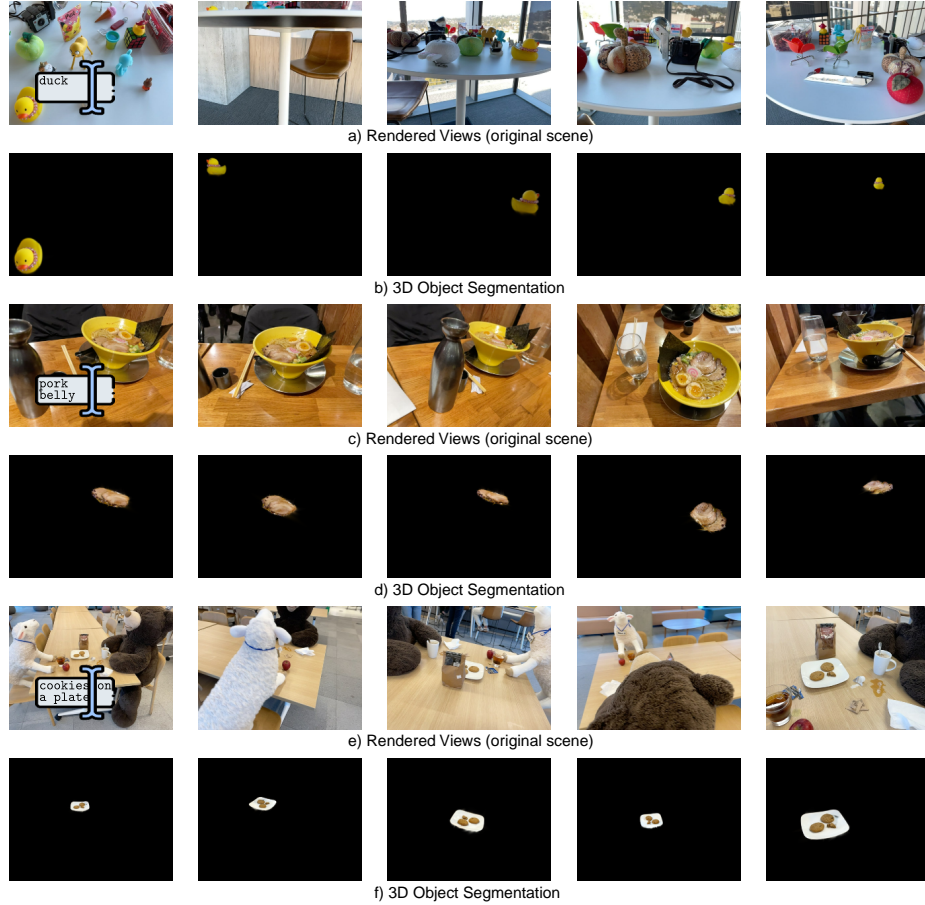 duck
a) Rendered Views (original scene)
b) 3D Object Segmentation
pork
belly
c) Rendered Views (original scene)
d) 3D Object Segmentation
cookies on
a plate
e) Rendered Views (original scene)
f) 3D Object Segmentation